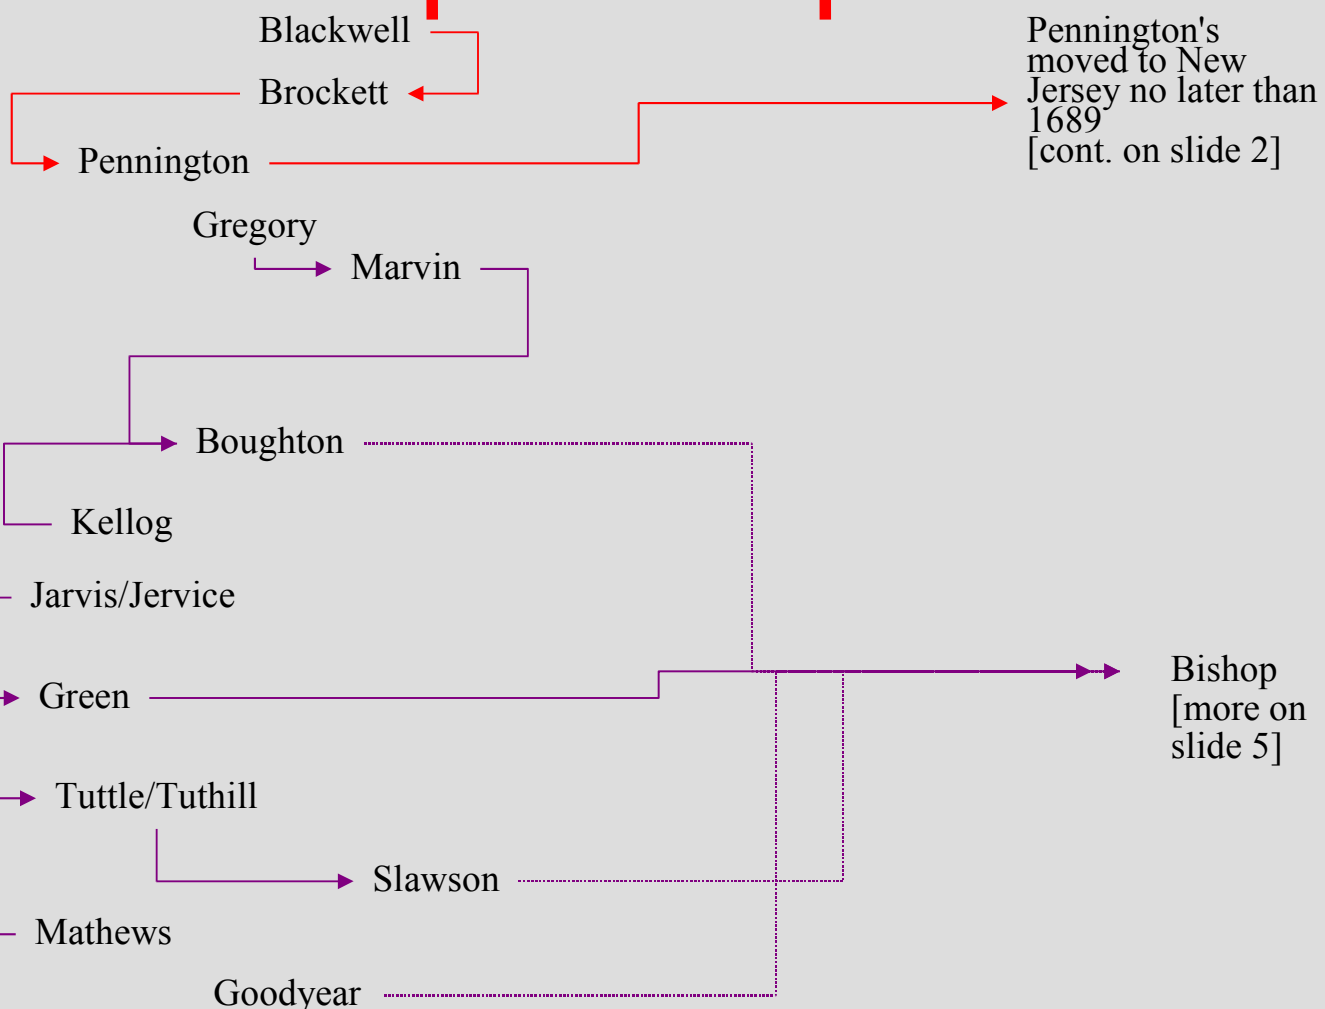 Blackwell
Brockett
Pennington
Pennington's
moved to New
Jersey no later than
1689
[cont. on slide 2]
Gregory
Marvin
Boughton
Kellog
Jarvis/Jervice
Green
Bishop
[more on
slide 5]
Tuttle/Tuthill
Slawson
Mathews
Goodyear